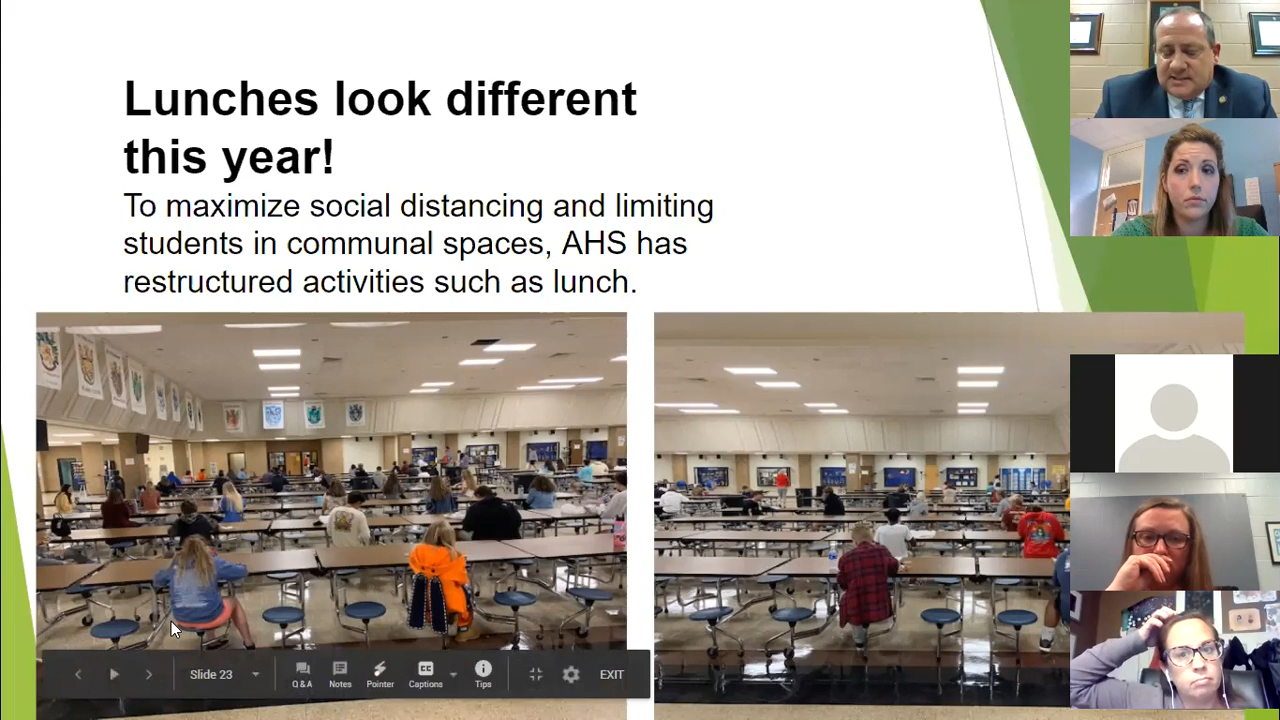 Lunches look different
this year!
To maximize social distancing and limiting
students in communal spaces, AHS has
restructured activities such as lunch.
Slide 23
Q & A
Notes
Pointer
Captions
Tips
EXIT